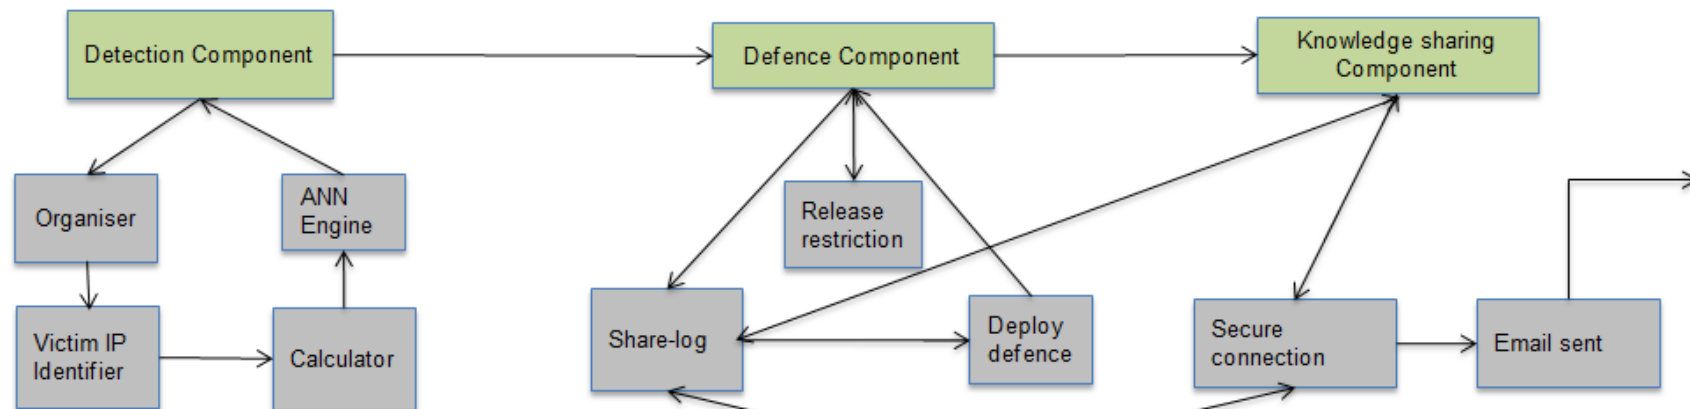 Detection Component
Defence Component
Knowledge sharing
Component
Organiser
ANN
Engine
Release
restriction
Victim IP
Identifier
Calculator
Share-log
Deploy
defence
Secure
connection
Email sent